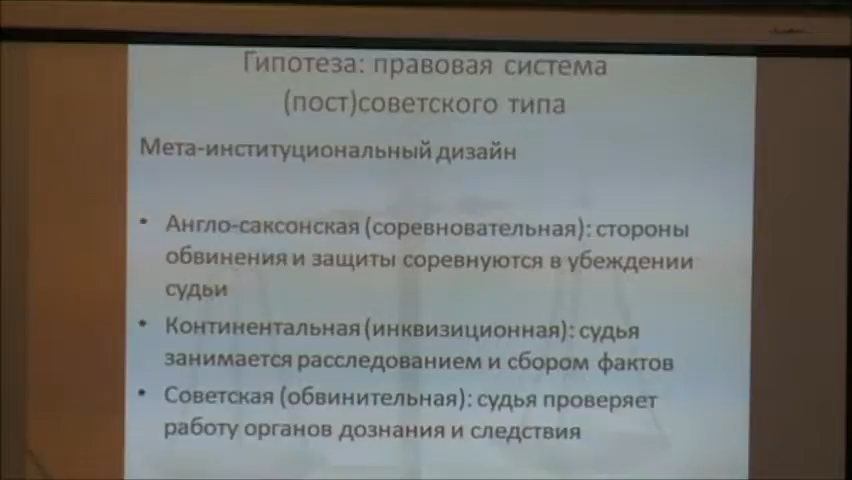 Гипотеза: правовая система
(пост)советского типа
Мета-институциональный дизайн
• Англо-саксонская (соревновательная): стороны
обвинения и защиты соревнуются в убеждении
судьи
• Континентальная (инквизиционная): судья
занимается расследованием и сбором фактов
• Советская (обвинительная): судья проверяет
работу органов дознания и следствия